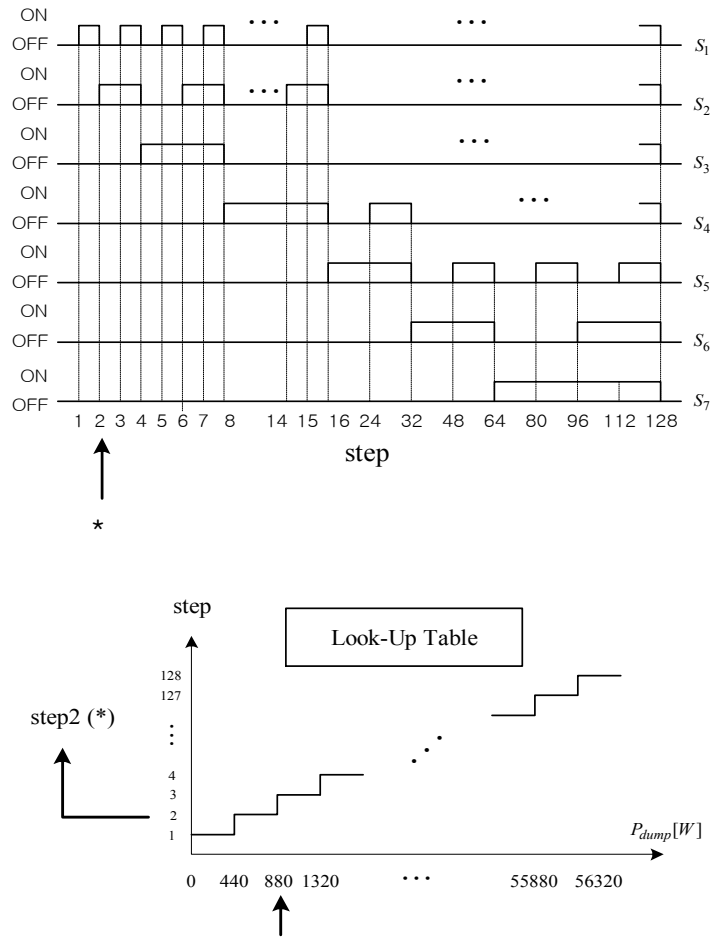 ON
OFF
• • •
• • •
S1
ON
OFF
• • •
• • •
S2
ON
OFF
• • •
S3
ON
OFF
• • •
S4
ON
OFF
S5
ON
OFF
S6
ON
OFF
S7
1 2 3 4 5 6 7 8 14 15 16 24 32 48 64 80 96 112 128
step
*
step
Look-Up Table
128
127
step2 (*)
4
3
2
1
Pdump[W]
0 440 880 1320 • • • 55880 56320